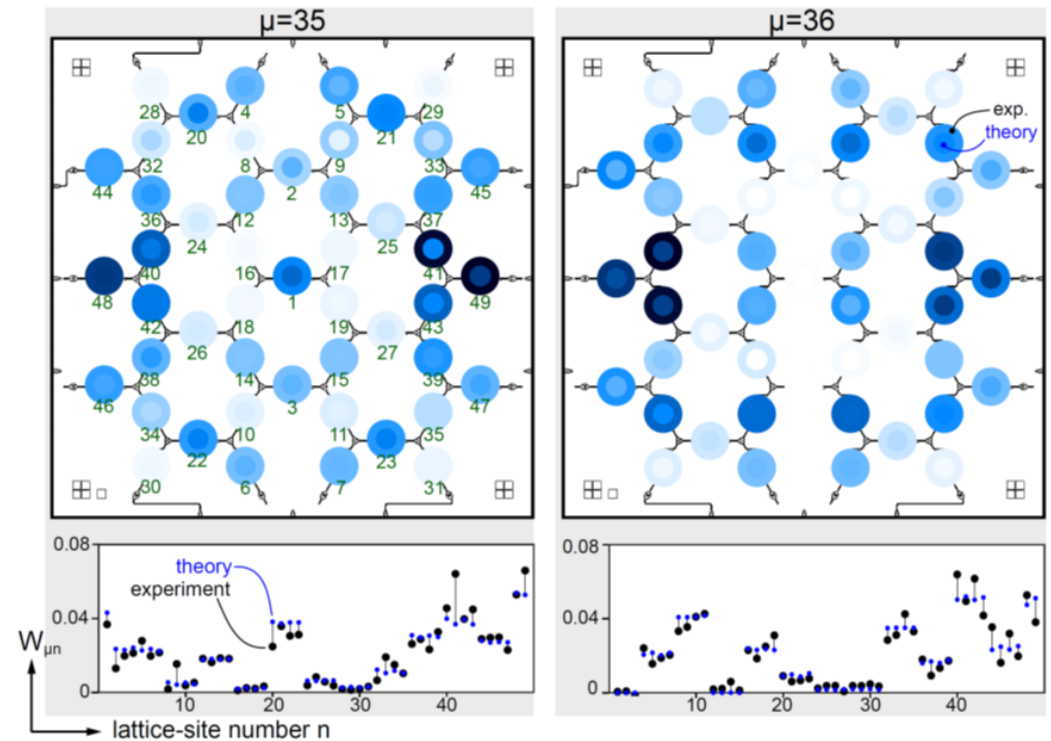 μ=35
μ=36
28 4 5 29
20 21
exp.
theory
32 8 9 33
44 2 45
36 12 13 37
24 25
40 16 17 41
48 1 49
42 18 19 43
26 27
38 14 15 39
46 3 47
34 10 11 35
22 23
30 6 7 31
0.08
0.04
0
theory
experiment
10 20 30 40
0.08
0.04
0
10 20 30 40
Wμn
lattice-site number n